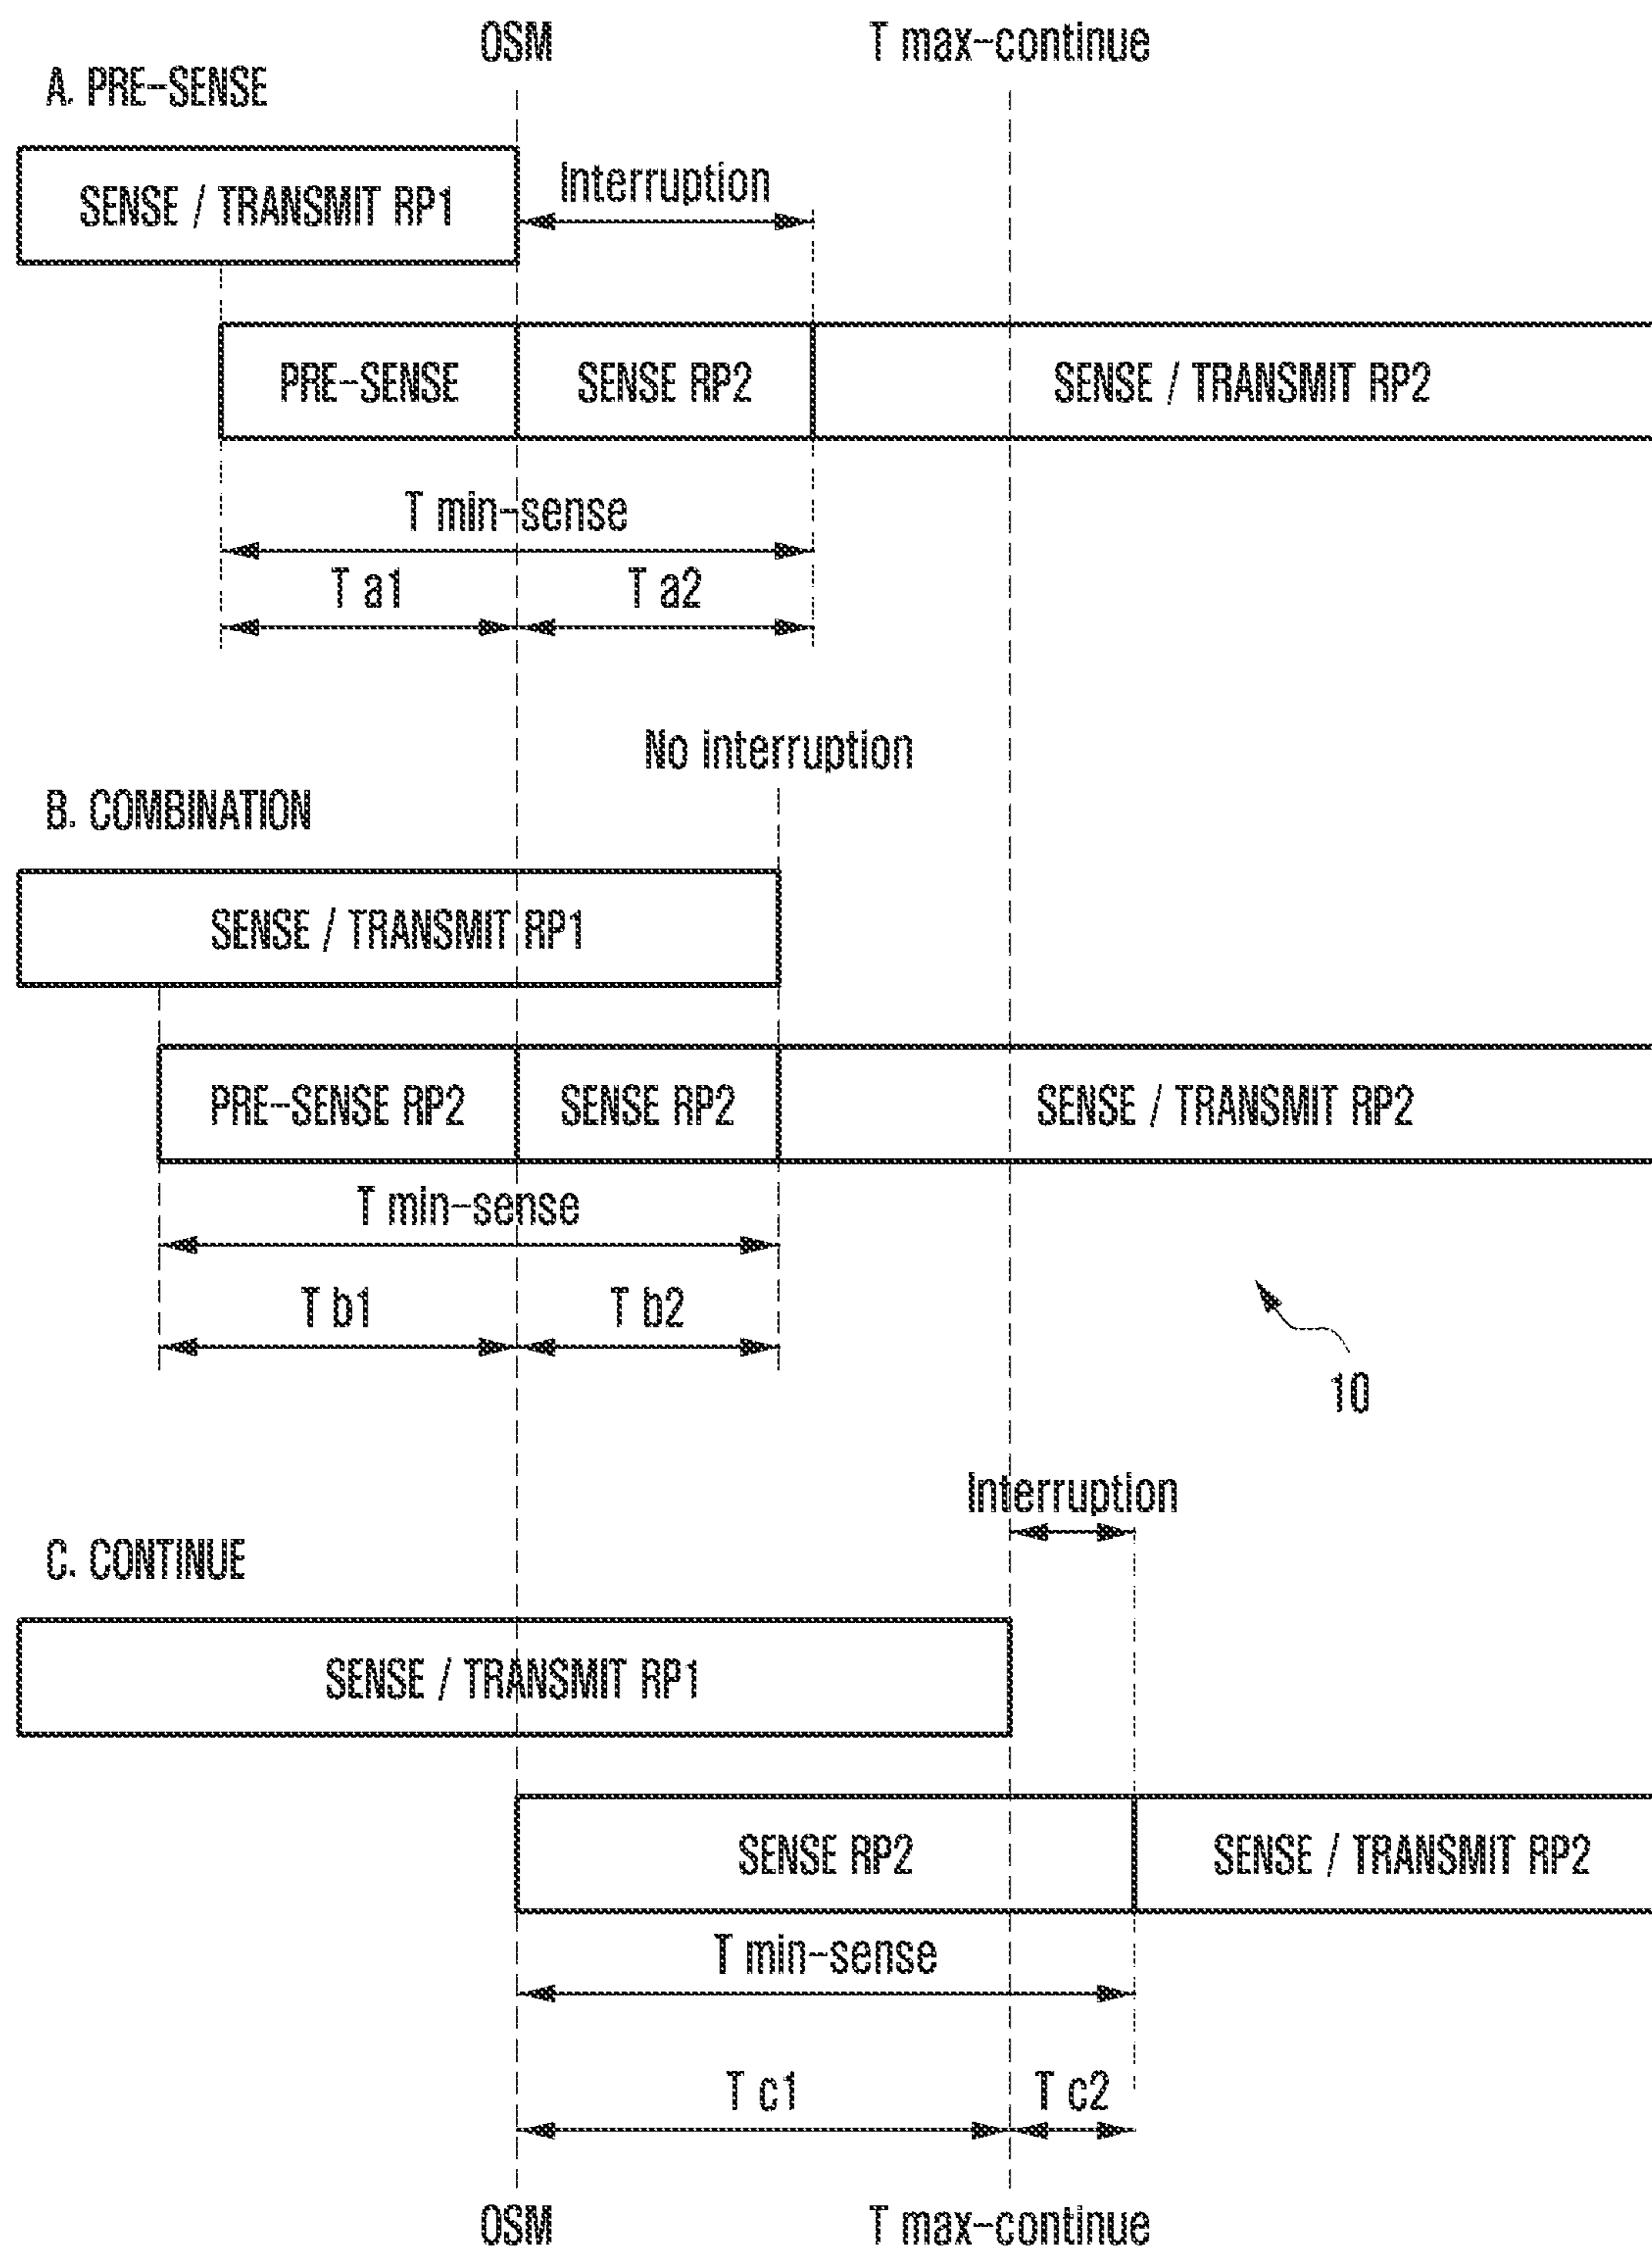 OSM
T max-continue
A. PRE-SENSE
Interruption
SENSE / TRANSMIT RP1
PRE-SENSE
SENSE RP2
SENSE / TRANSMIT RP2
T min-sense
T a1
T a2
No interruption
B. COMBINATION
SENSE / TRANSMIT RP1
PRE-SENSE RP2
SENSE RP2
SENSE / TRANSMIT RP2
T min-sense
T b1
T b2
10
Interruption
C. CONTINUE
SENSE / TRANSMIT RP1
SENSE RP2
SENSE / TRANSMIT RP2
T min-sense
T c1
T c2
OSM
T max-continue